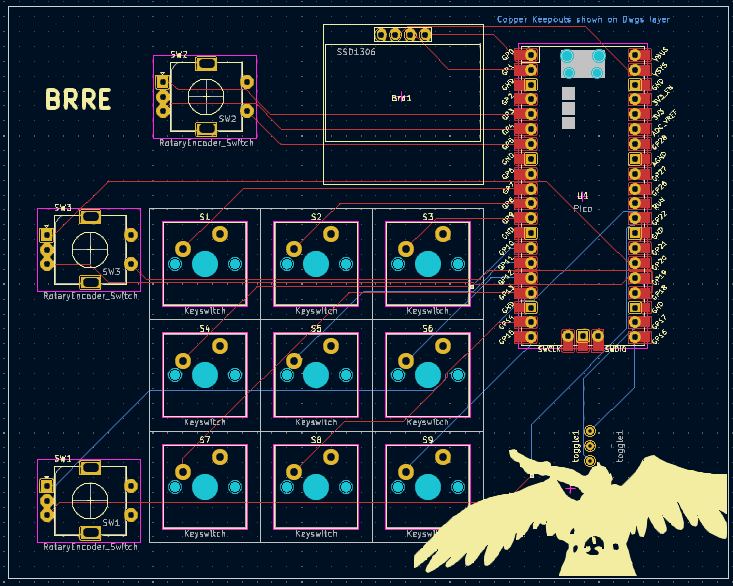 Copper Keepouts shown on Dwgs layer
SW2
SSD1306
Brd1
BRRE
SW2
RotaryEncoder_Switch
GP0
GP1
GND
GP2
GP3
GP4
GP5
GND
GP6
GP7
GP8
GP9
GND
GP10
GP11
GP12
GP13
GND
GP14
GP15
VBUS
VSYS
GND
3V3_EN
3V3
ADC_VREF
GP28
AGND
GP27
GP26
RUN
GP22
GND
GP21
GP20
GP19
GP18
GND
GP17
GP16
U1
Pico
SWCLK
SWDIO
SW3
SW3
RotaryEncoder_Switch
S1
S2
S3
Keyswitch
Keyswitch
Keyswitch
S4
S5
S6
Keyswitch
Keyswitch
Keyswitch
S7
S8
S9
Keyswitch
Keyswitch
Keyswitch
SW1
SW1
RotaryEncoder_Switch
toggle1
toggle1